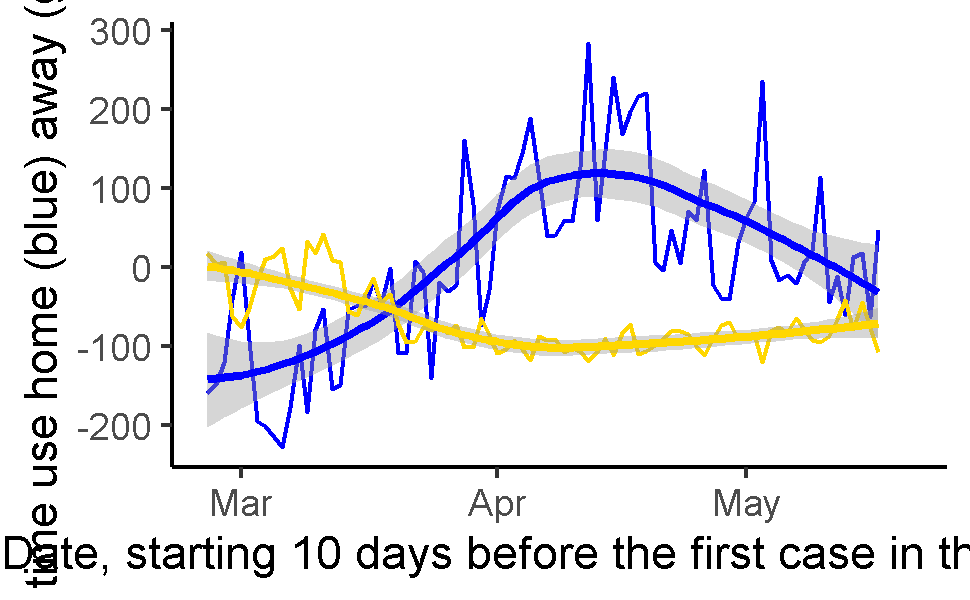 time use home (blue) away (
300
200
100
0
-100
-200
Mar Apr May
Date, starting 10 days before the first case in th